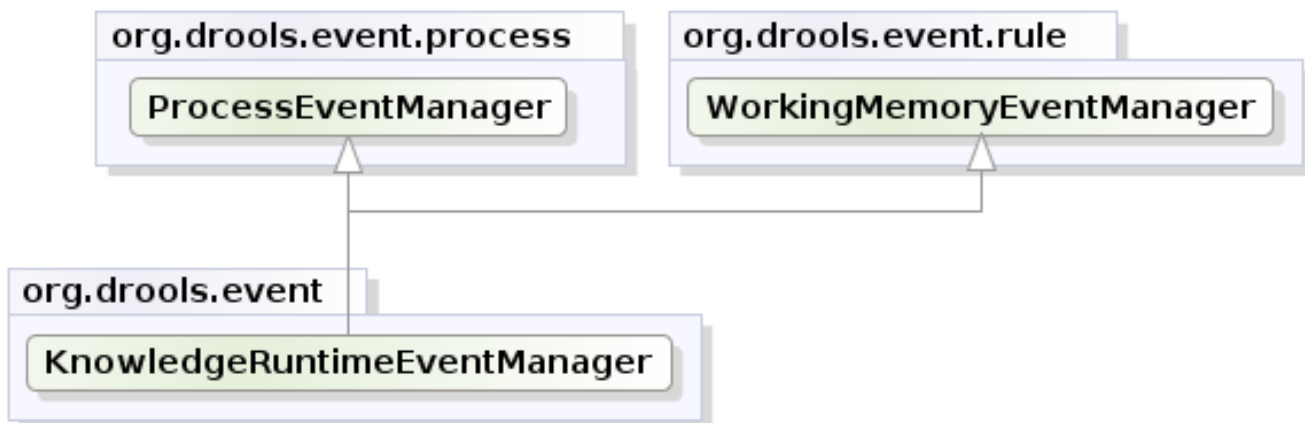 org.drools.event.process
ProcessEventManager
org.drools.event.rule
WorkingMemoryEventManager
org.drools.event
KnowledgeRuntimeEventManager